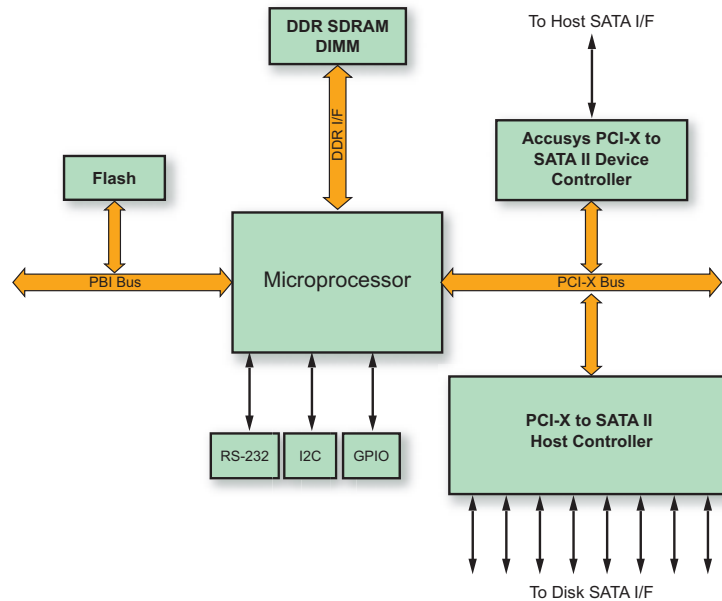 To Host SATA I/F
DDR SDRAM
DIMM
DDR I/F
Accusys PCI-X to
SATA II Device
Controller
Flash
Microprocessor
PBI Bus
PCI-X Bus
PCI-X to SATA II
Host Controller
RS-232
I2C
GPIO
To Disk SATA I/F